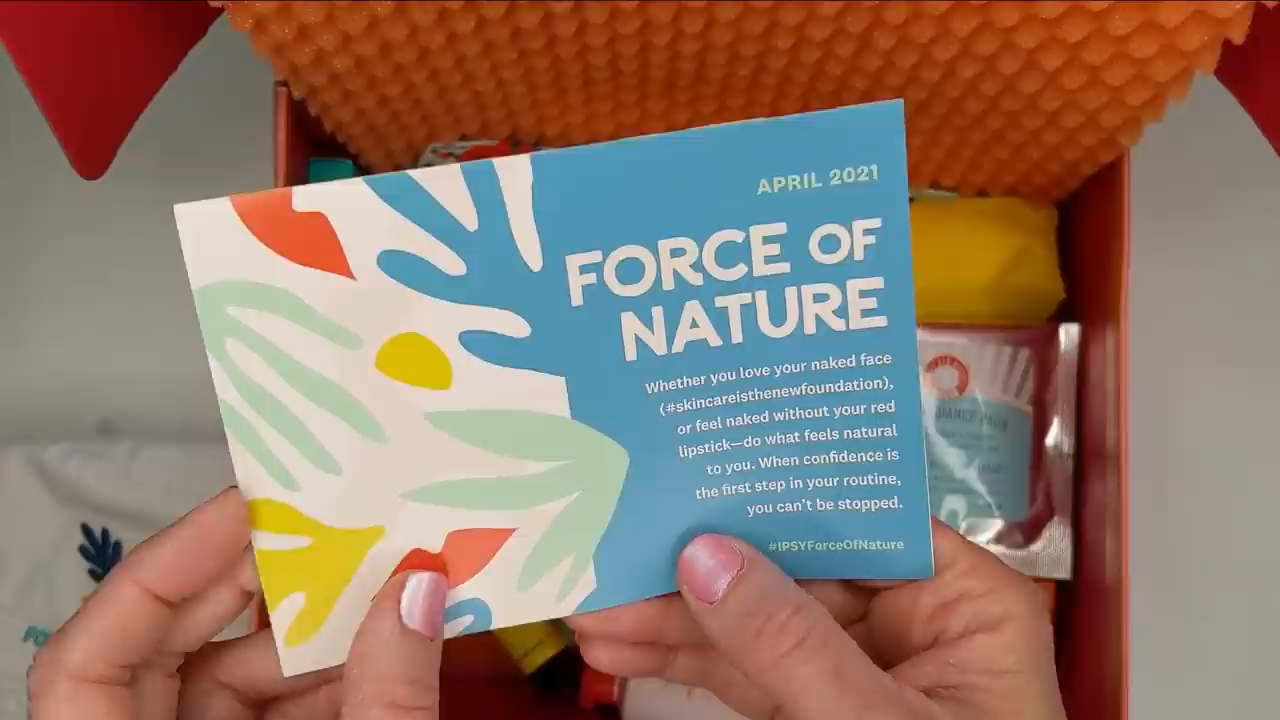 APRIL 2021
FORCE OF
NATURE
Whether you love your naked face
(#skincareisthenewfoundation),
or feel naked without your red
lipstick—do what feels natural
to you. When confidence is
the first step in your routine,
you can't be stopped.
#IPSYForceOfNature